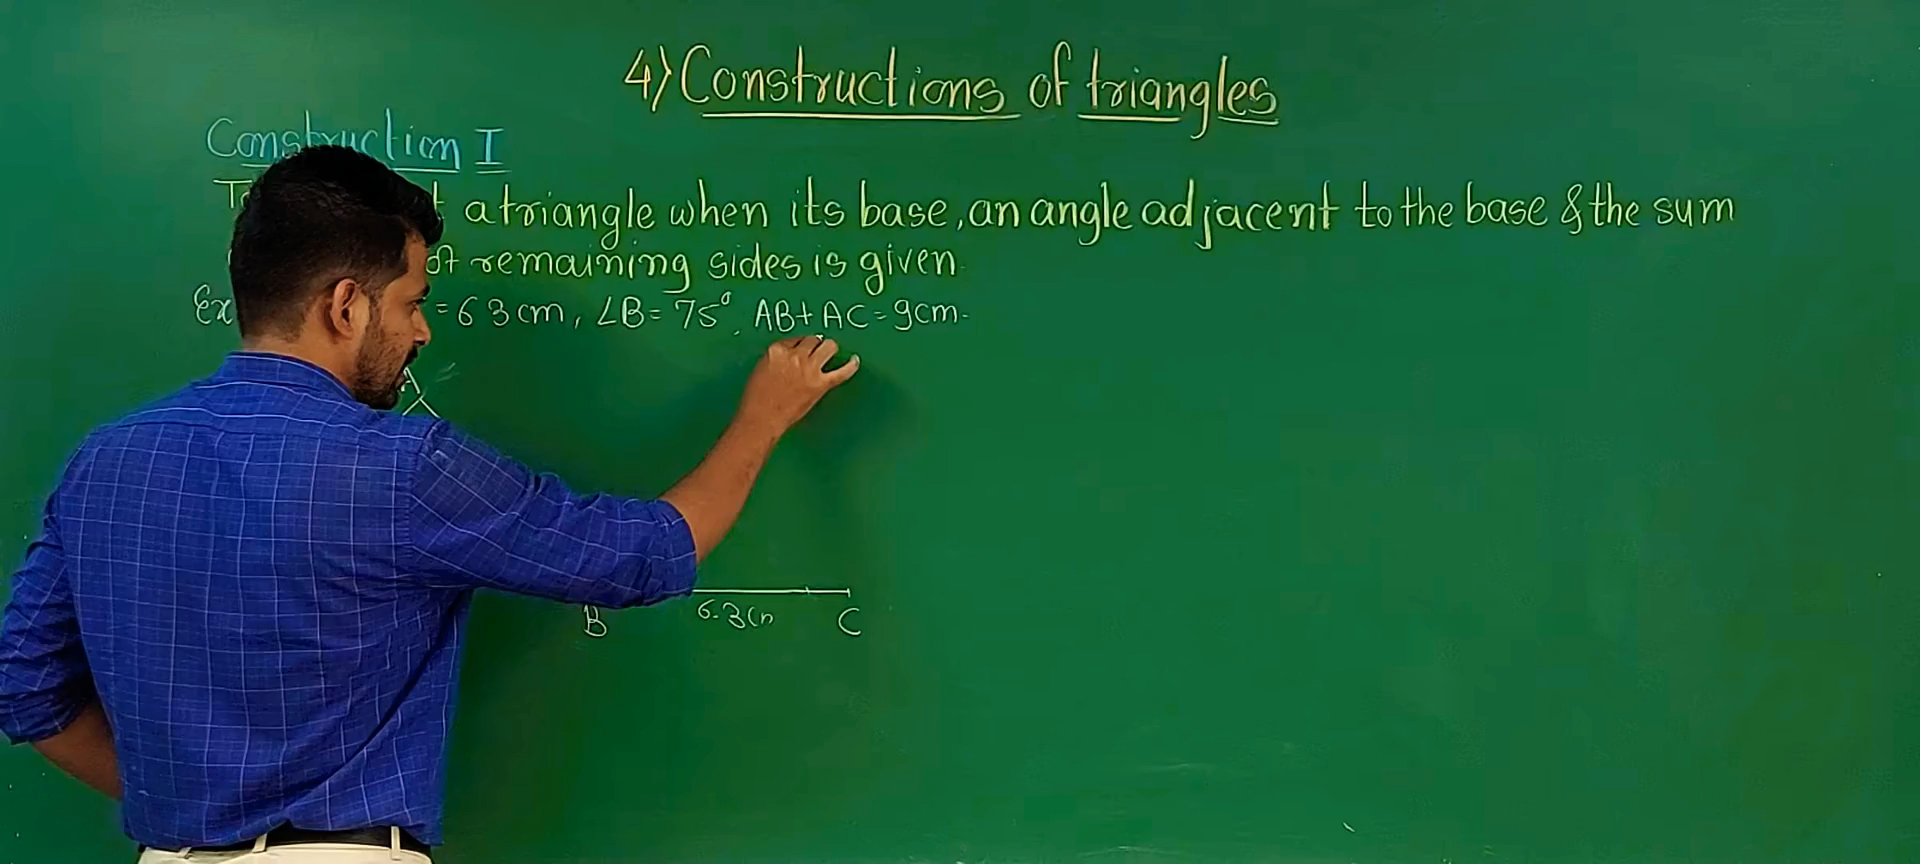 4) Constructions of triangles
Construction I
a triangle when its base, an angle adjacent to the base & the sum
of remaining sides is given.
Ex = 6 3 cm, ∠B = 75°, AB + AC = 9cm.
B 6.3cm C